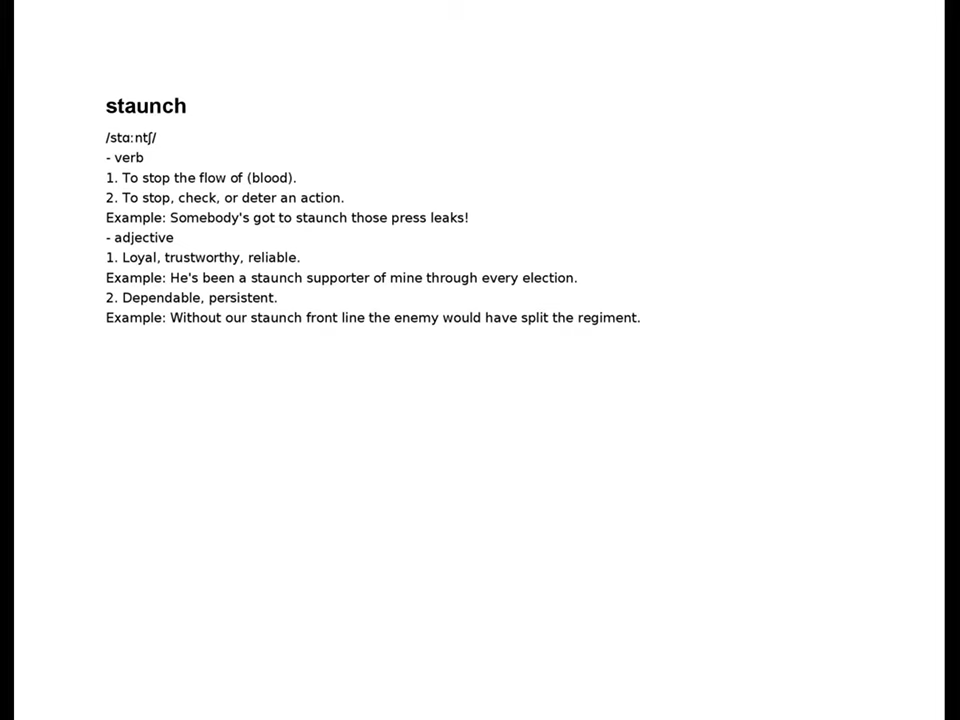 staunch
/stɑːntʃ/
- verb
1. To stop the flow of (blood).
2. To stop, check, or deter an action.
Example: Somebody's got to staunch those press leaks!
- adjective
1. Loyal, trustworthy, reliable.
Example: He's been a staunch supporter of mine through every election.
2. Dependable, persistent.
Example: Without our staunch front line the enemy would have split the regiment.